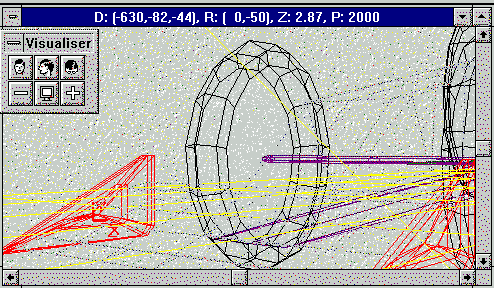 D: (-630,-82,-44), R: ( 0,-50), Z: 2.87, P: 2000
Visualiser